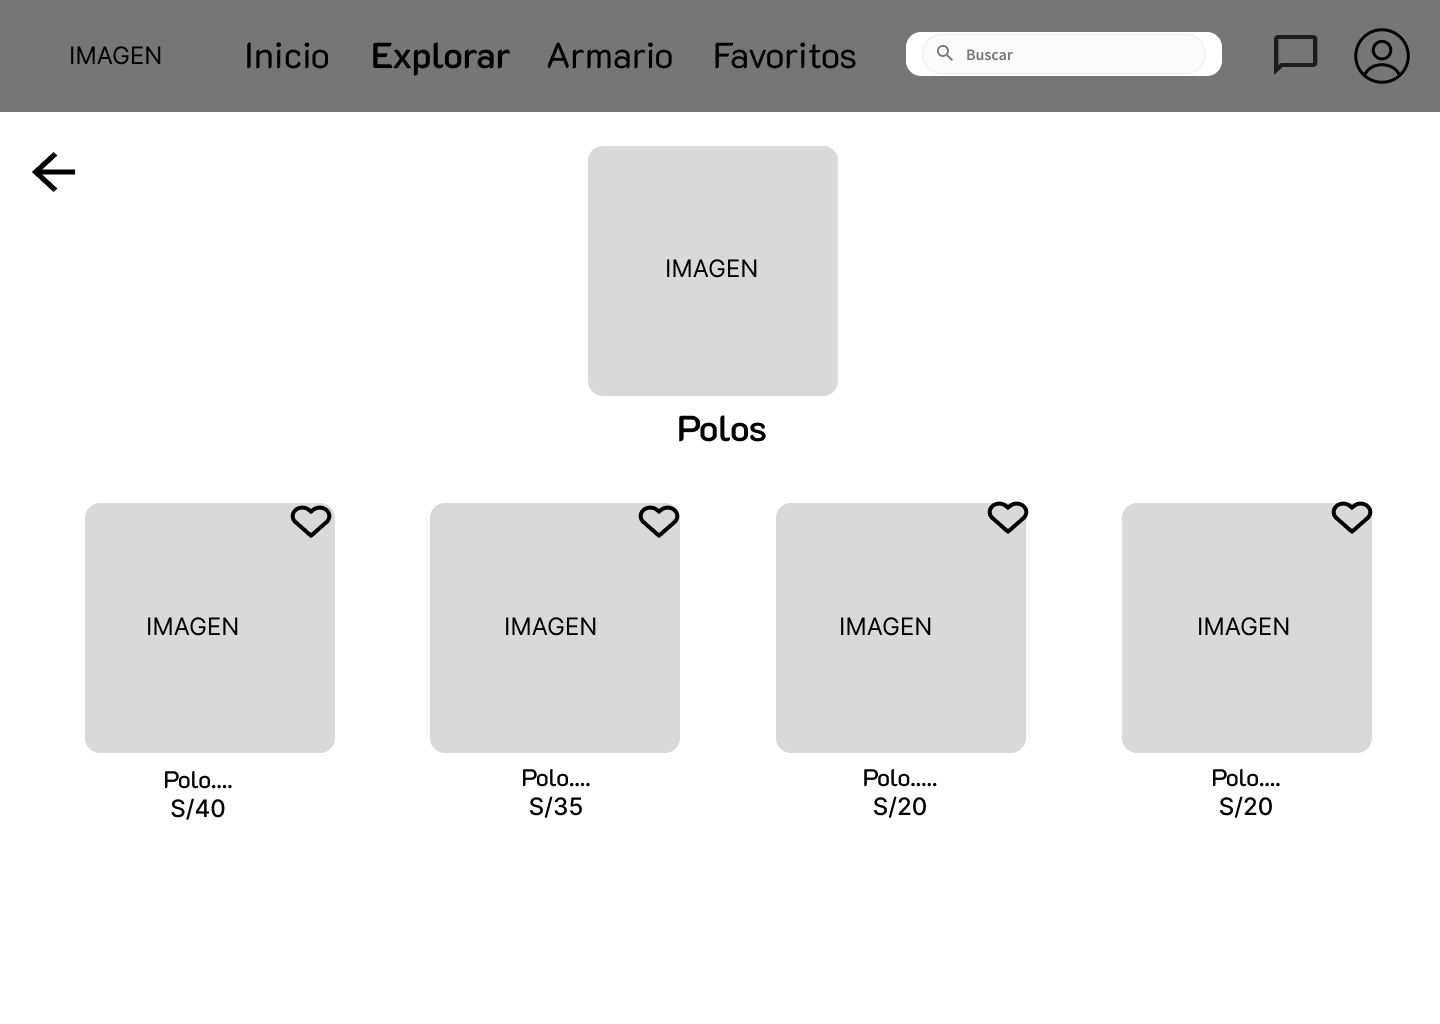 IMAGEN Inicio Explorar Armario Favoritos Buscar
IMAGEN
Polos
IMAGEN IMAGEN IMAGEN IMAGEN
Polo.... Polo.... Polo..... Polo....
S/40 S/35 S/20 S/20